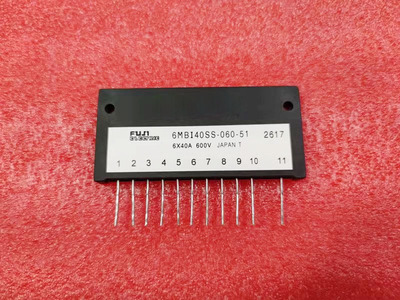 FUJI 6MBI40SS-060-51 2617
ELECTRIC 6X40A 600V JAPAN T
1 2 3 4 5 6 7 8 9 10 11